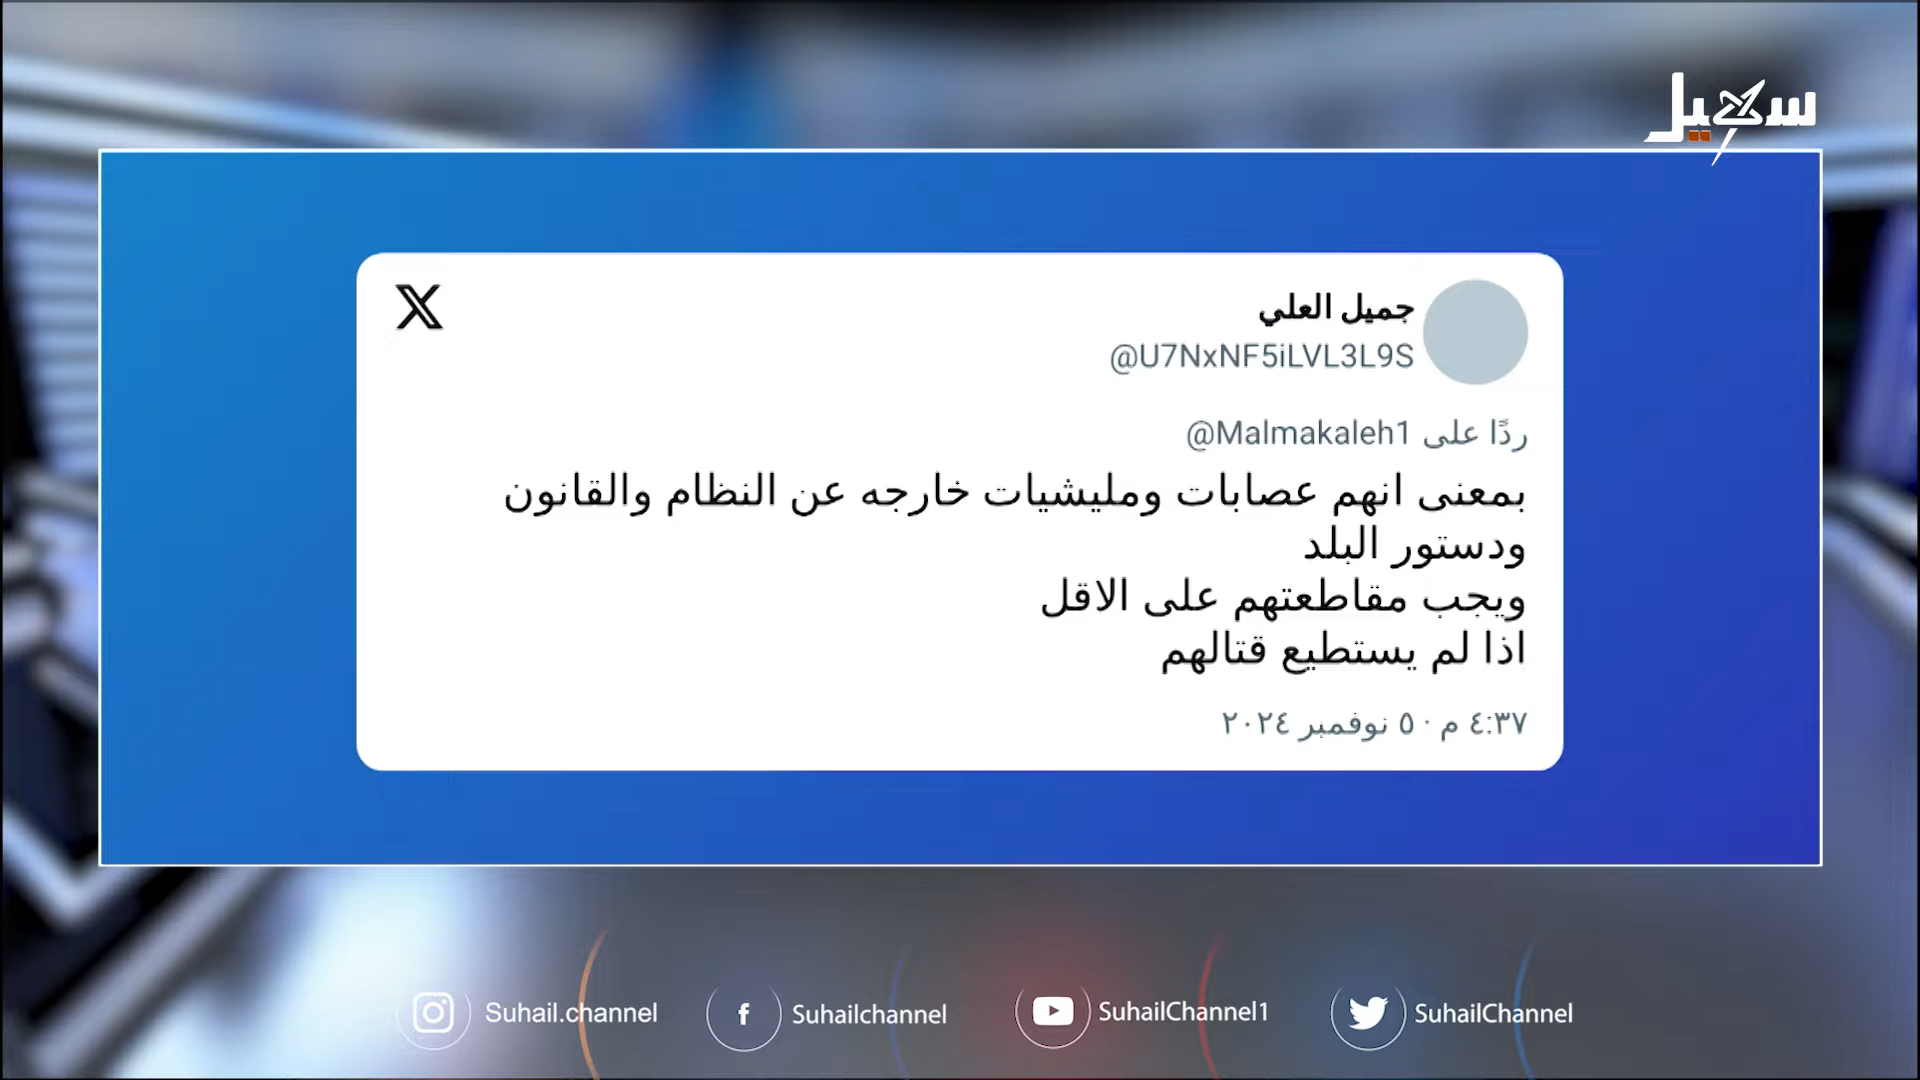 سهيل
جميل العلي
@U7NxNF5iLVL3L9S
ردًا على @Malmakaleh1
بمعنى انهم عصابات ومليشيات خارجه عن النظام والقانون
ودستور البلد
ويجب مقاطعتهم على الاقل
اذا لم يستطيع قتالهم
٤:٣٧ م · ٥ نوفمبر ٢٠٢٤
Suhail.channel
Suhailchannel
SuhailChannel1
SuhailChannel